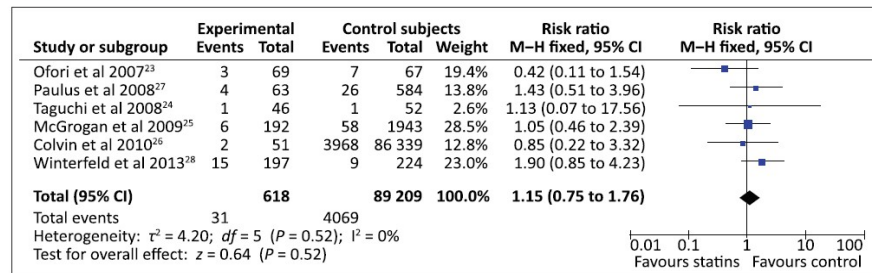 Experimental Control subjects Risk ratio Risk ratio
Study or subgroup Events Total Events Total Weight M–H fixed, 95% CI M–H fixed, 95% CI
Ofori et al 2007²³ 3 69 7 67 19.4% 0.42 (0.11 to 1.54)
Paulus et al 2008²⁷ 4 63 26 584 13.8% 1.43 (0.51 to 3.96)
Taguchi et al 2008²⁴ 1 46 1 52 2.6% 1.13 (0.07 to 17.56)
McGrogan et al 2009²⁵ 6 192 58 1943 28.5% 1.05 (0.46 to 2.39)
Colvin et al 2010²⁶ 2 51 3968 86 339 12.7% 0.85 (0.22 to 3.32)
Winterfeld et al 2013²⁸ 15 197 9 224 23.0% 1.90 (0.85 to 4.23)
Total (95% CI) 618 89 209 100.0% 1.15 (0.75 to 1.76)
Total events 31 4069
Heterogeneity: τ² = 4.20; df = 5 (P = 0.52); I² = 0%
Test for overall effect: z = 0.64 (P = 0.52)
0.01 0.1 1 10 100
Favours statins Favours control